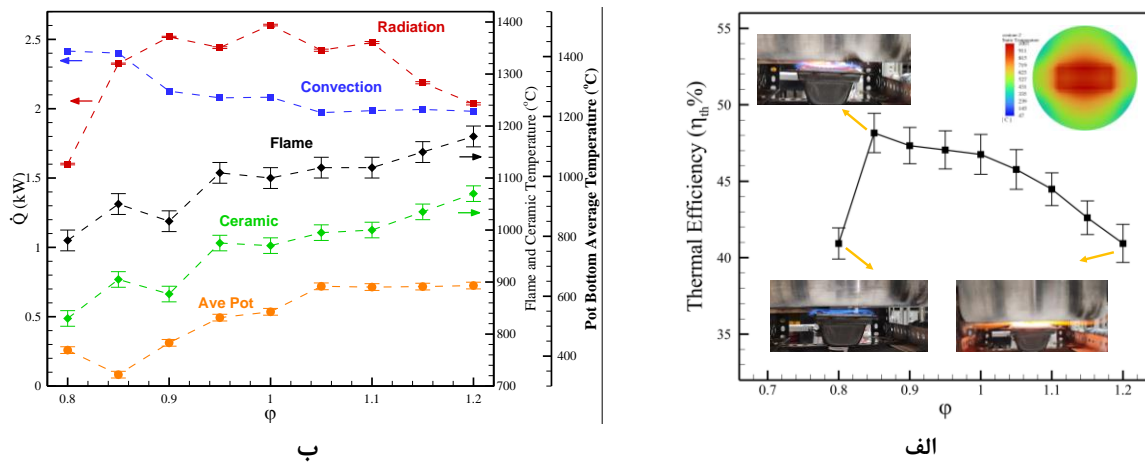 Q̇ (kW)
2.5
2
1.5
1
0.5
0
0.8
0.9
1
1.1
1.2
φ
Radiation
Convection
Flame
Ceramic
Ave Pot
1400
1300
1200
1100
1000
900
800
700
Flame and Ceramic Temperature (°C)
1400
1200
1000
800
600
400
Pot Bottom Average Temperature (°C)
ب
Thermal Efficiency (ηth%)
55
50
45
40
35
0.7
0.8
0.9
1
1.1
1.2
φ
[C]
الف